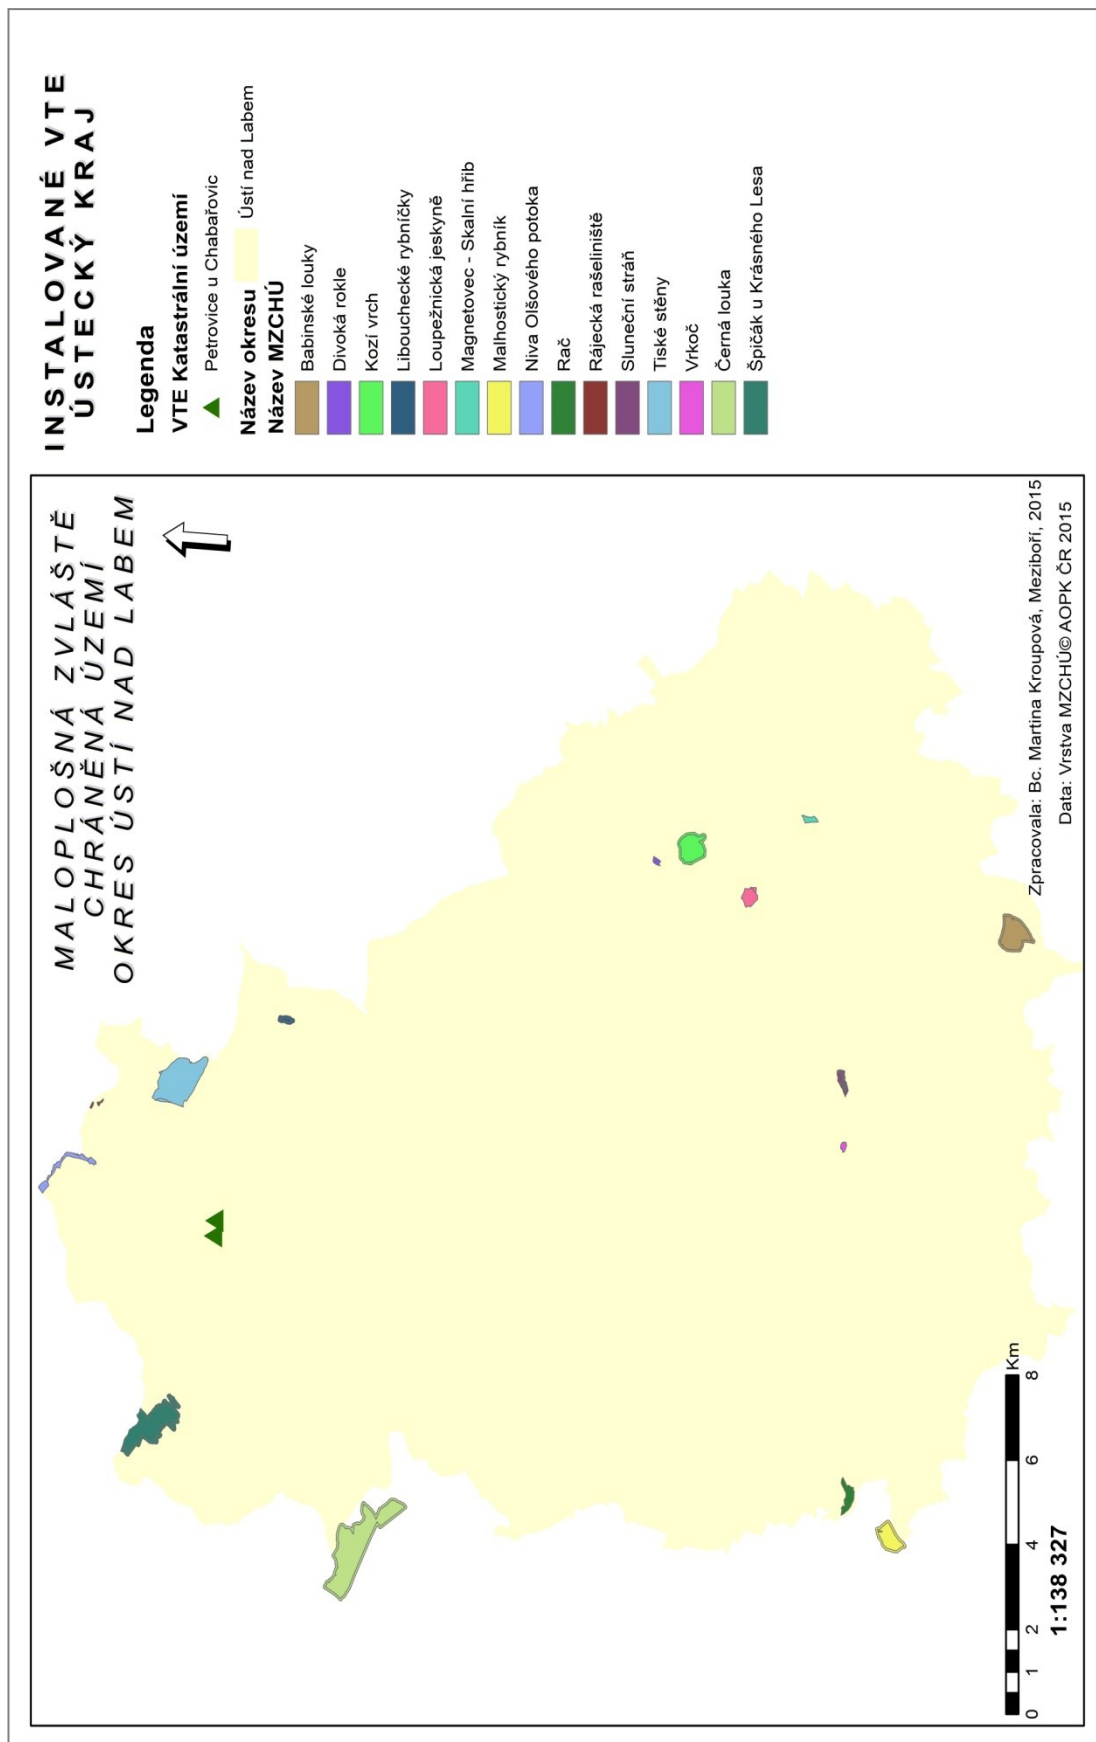 MALOPLOŠNÁ ZVLÁŠTĚ
CHRÁNĚNÁ ÚZEMÍ
OKRES ÚSTÍ NAD LABEM
INSTALOVANÉ VTE
ÚSTECKÝ KRAJ
Legenda
VTE Katastrální území
Petrovice u Chabařovic
Název okresu
Ústí nad Labem
Název MZCHÚ
Babinské louky
Divoká rokle
Kozí vrch
Libouchecké rybníčky
Loupežnická jeskyně
Magnetovec - Skalní hřib
Malhostický rybník
Niva Olšového potoka
Rač
Rájecká rašeliniště
Sluneční stráň
Tiské stěny
Vrkoč
Černá louka
Špičák u Krásného Lesa
Km
0 1 2 4 6 8
1:138 327
Zpracovala: Bc. Martina Kroupová, Meziboří, 2015
Data: Vrstva MZCHÚ© AOPK ČR 2015